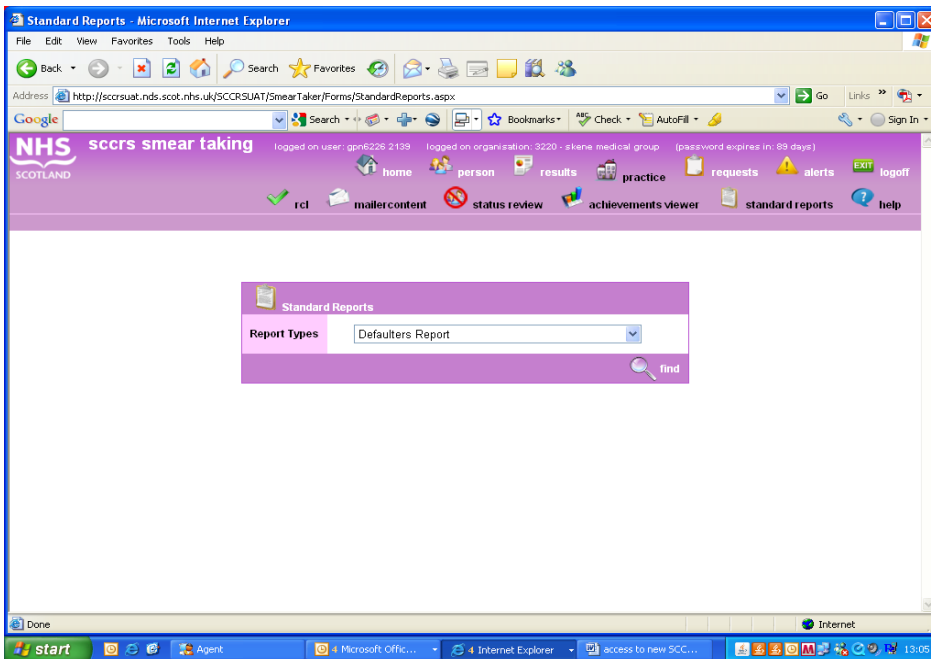 Standard Reports - Microsoft Internet Explorer
File Edit View Favorites Tools Help
Back Search Favorites
Address http://sccrsuat.nds.scot.nhs.uk/SCCRSUAT/SmearTaker/Forms/StandardReports.aspx Go Links »
Google Search Bookmarks ABC Check AutoFill Sign In
NHS SCOTLAND
sccrs smear taking logged on user: gpn6226 2139 logged on organisation: 3220 - skene medical group (password expires in: 89 days)
home person results practice requests alerts EXIT logoff
rcl mailer content status review achievements viewer standard reports help
Standard Reports
Report Types Defaulters Report
find
Done Internet
start Agent 4 Microsoft Offic... 4 Internet Explorer access to new SCC... 13:05